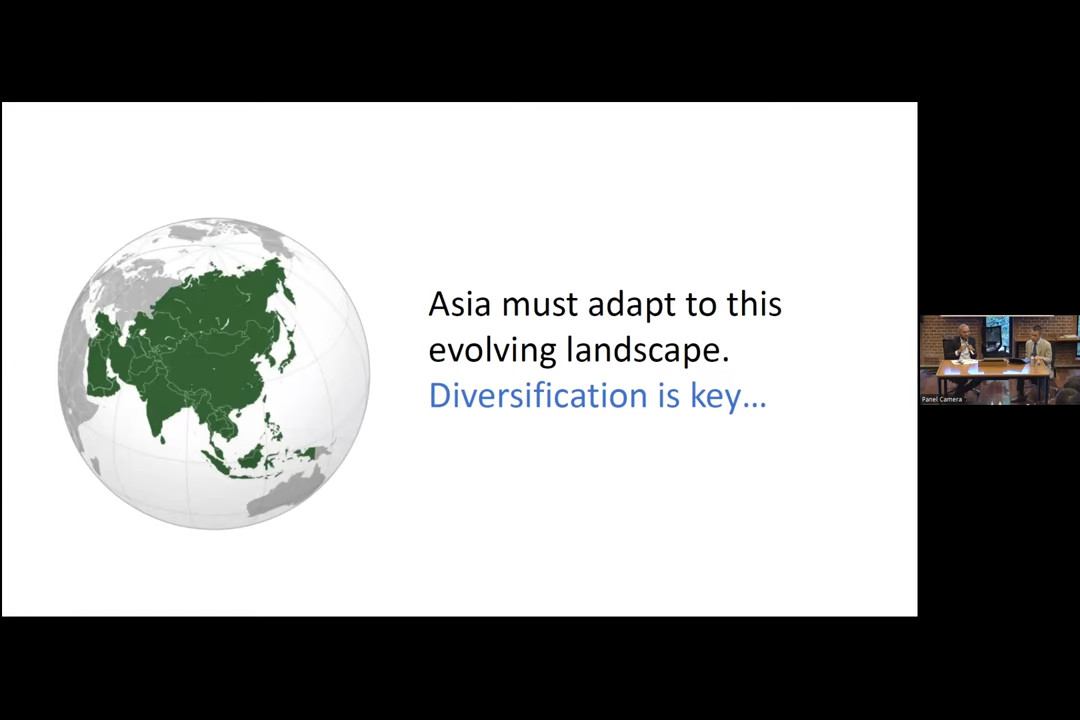 Asia must adapt to this
evolving landscape.
Diversification is key...
Panel Camera